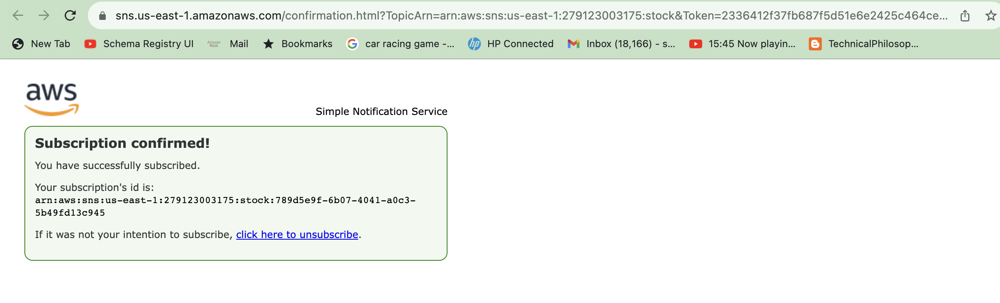 sns.us-east-1.amazonaws.com/confirmation.html?TopicArn=arn:aws:sns:us-east-1:279123003175:stock&Token=2336412f37fb687f5d51e6e2425c464ce...
New Tab Schema Registry UI Answer Root Mail Bookmarks car racing game -... HP Connected Inbox (18,166) - s... 15:45 Now playin... TechnicalPhilosop...
aws
Simple Notification Service
Subscription confirmed!
You have successfully subscribed.
Your subscription's id is:
arn:aws:sns:us-east-1:279123003175:stock:789d5e9f-6b07-4041-a0c3-
5b49fd13c945
If it was not your intention to subscribe, click here to unsubscribe.